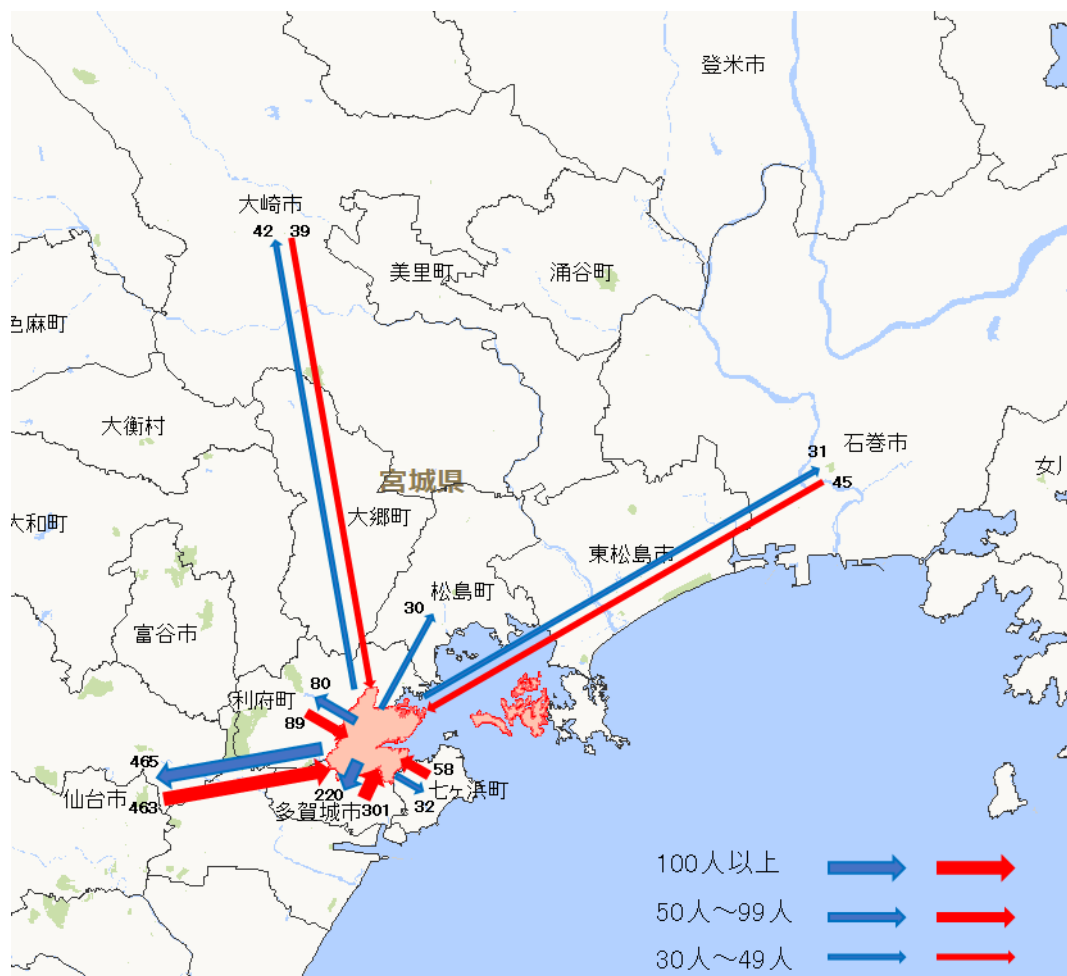 登米市
大崎市
42 39
美里町
涌谷町
色麻町
大衡村
石巻市
31
45
宮城県
大郷町
大和町
東松島市
松島町
30
富谷市
利府町
80
89
465
仙台市
463
220
多賀城市
301
58
七ヶ浜町
32
100人以上
50人～99人
30人～49人